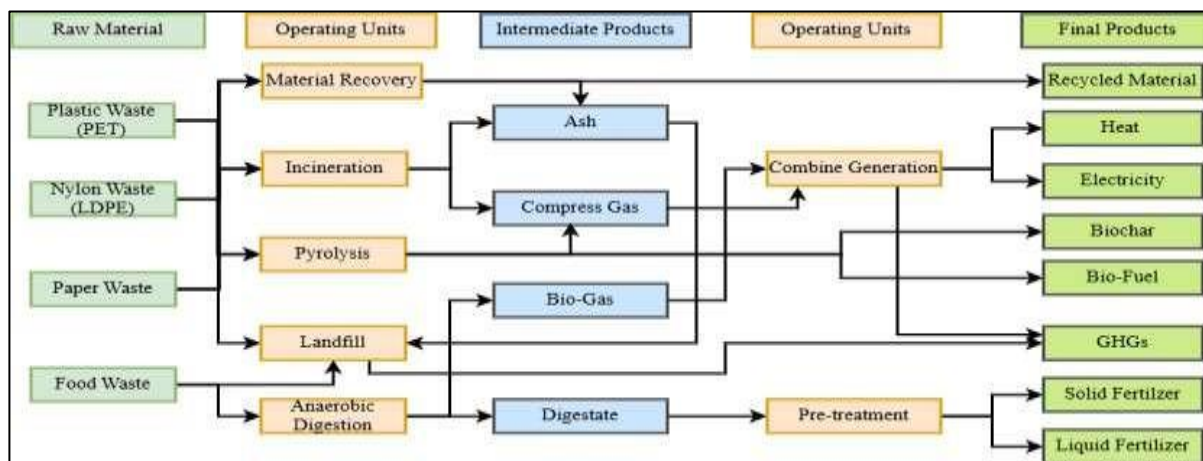 Raw Material
Operating Units
Intermediate Products
Operating Units
Final Products
Plastic Waste
(PET)
Nylon Waste
(LDPE)
Paper Waste
Food Waste
Material Recovery
Incineration
Pyrolysis
Landfill
Anaerobic
Digestion
Ash
Compress Gas
Bio-Gas
Digestate
Combine Generation
Pre-treatment
Recycled Material
Heat
Electricity
Biochar
Bio-Fuel
GHGs
Solid Fertilzer
Liquid Fertilizer